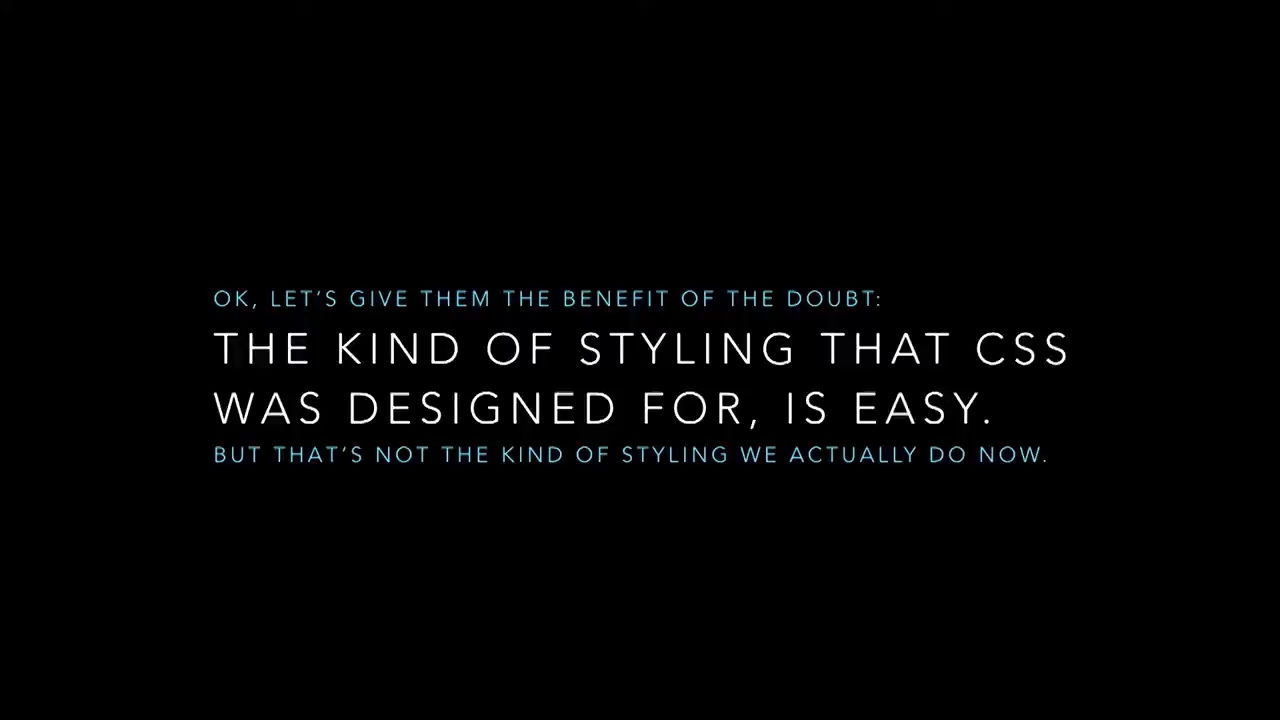 OK, LET’S GIVE THEM THE BENEFIT OF THE DOUBT:
THE KIND OF STYLING THAT CSS
WAS DESIGNED FOR, IS EASY.
BUT THAT’S NOT THE KIND OF STYLING WE ACTUALLY DO NOW.